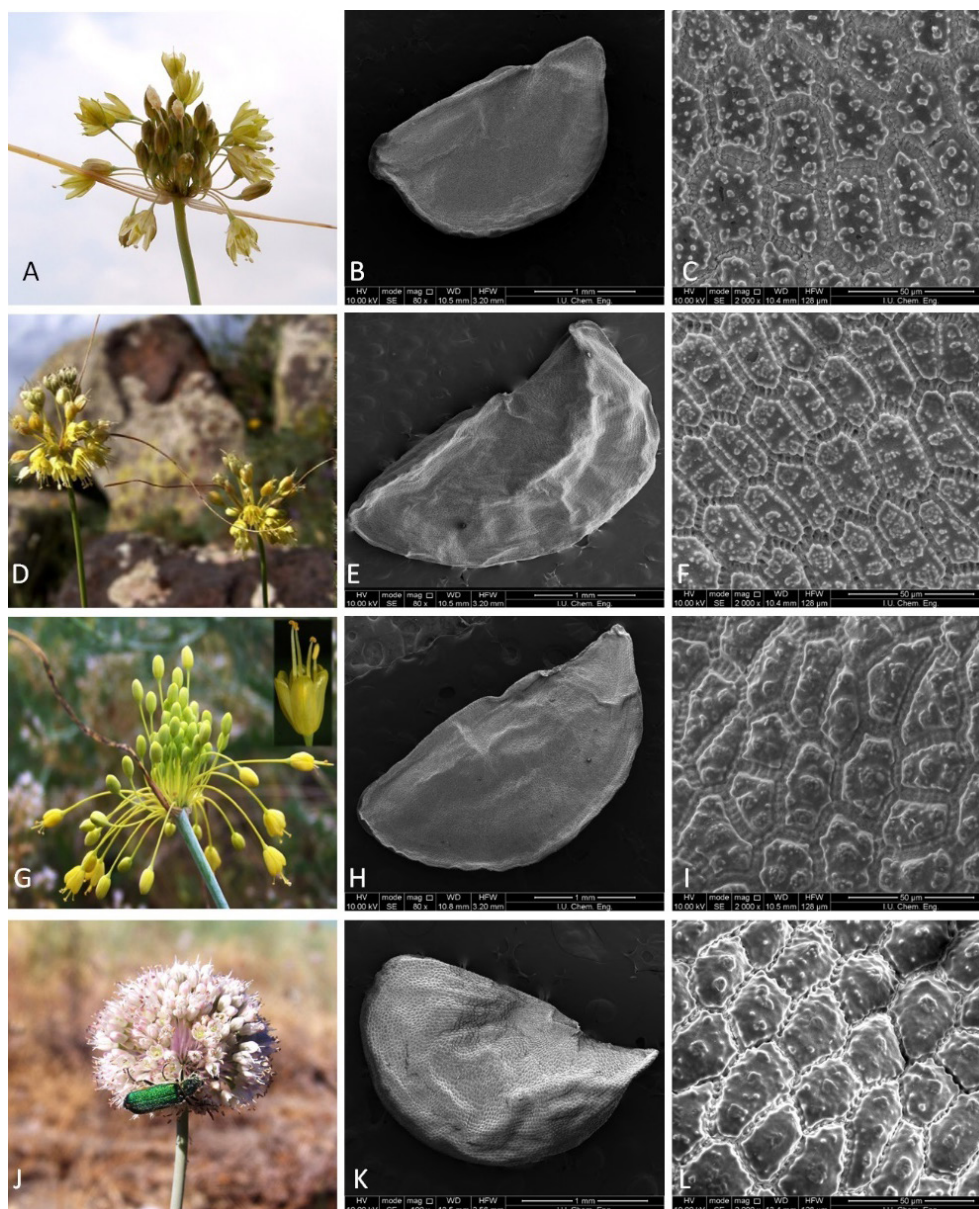 A
B
HV mode mag □ WD HFW 1 mm
10.00 kV SE 80 x 10.5 mm 3.20 mm I.U. Chem. Eng.
C
HV mode mag □ WD HFW 50 µm
10.00 kV SE 2 000 x 10.4 mm 128 µm I.U. Chem. Eng.
D
E
HV mode mag □ WD HFW 1 mm
10.00 kV SE 80 x 10.5 mm 3.20 mm I.U. Chem. Eng.
F
HV mode mag □ WD HFW 50 µm
10.00 kV SE 2 000 x 10.4 mm 128 µm I.U. Chem. Eng.
G
H
HV mode mag □ WD HFW 1 mm
10.00 kV SE 80 x 10.8 mm 3.20 mm I.U. Chem. Eng.
I
HV mode mag □ WD HFW 50 µm
10.00 kV SE 2 000 x 10.5 mm 128 µm I.U. Chem. Eng.
J
K
HV mode mag □ WD HFW 1 mm
L
HV mode mag □ WD HFW 50 µm